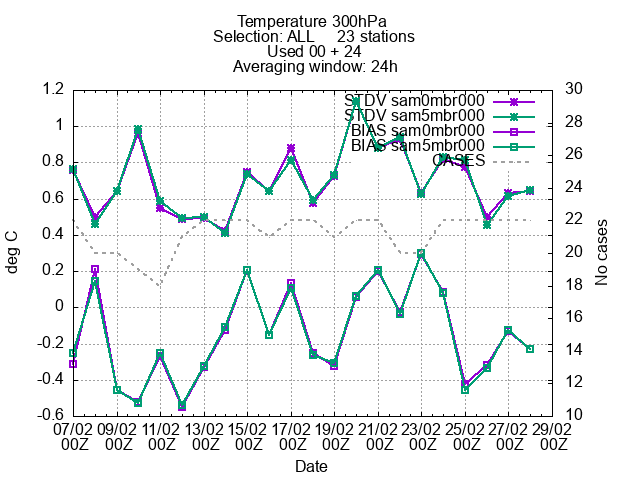 Temperature 300hPa
Selection: ALL 23 stations
Used 00 + 24
Averaging window: 24h
STDV sam0mbr000
STDV sam5mbr000
BIAS sam0mbr000
BIAS sam5mbr000
CASES
deg C
1.2
1
0.8
0.6
0.4
0.2
0
-0.2
-0.4
-0.6
No cases
30
28
26
24
22
20
18
16
14
12
10
07/02 09/02 11/02 13/02 15/02 17/02 19/02 21/02 23/02 25/02 27/02 29/02
00Z 00Z 00Z 00Z 00Z 00Z 00Z 00Z 00Z 00Z 00Z 00Z
Date